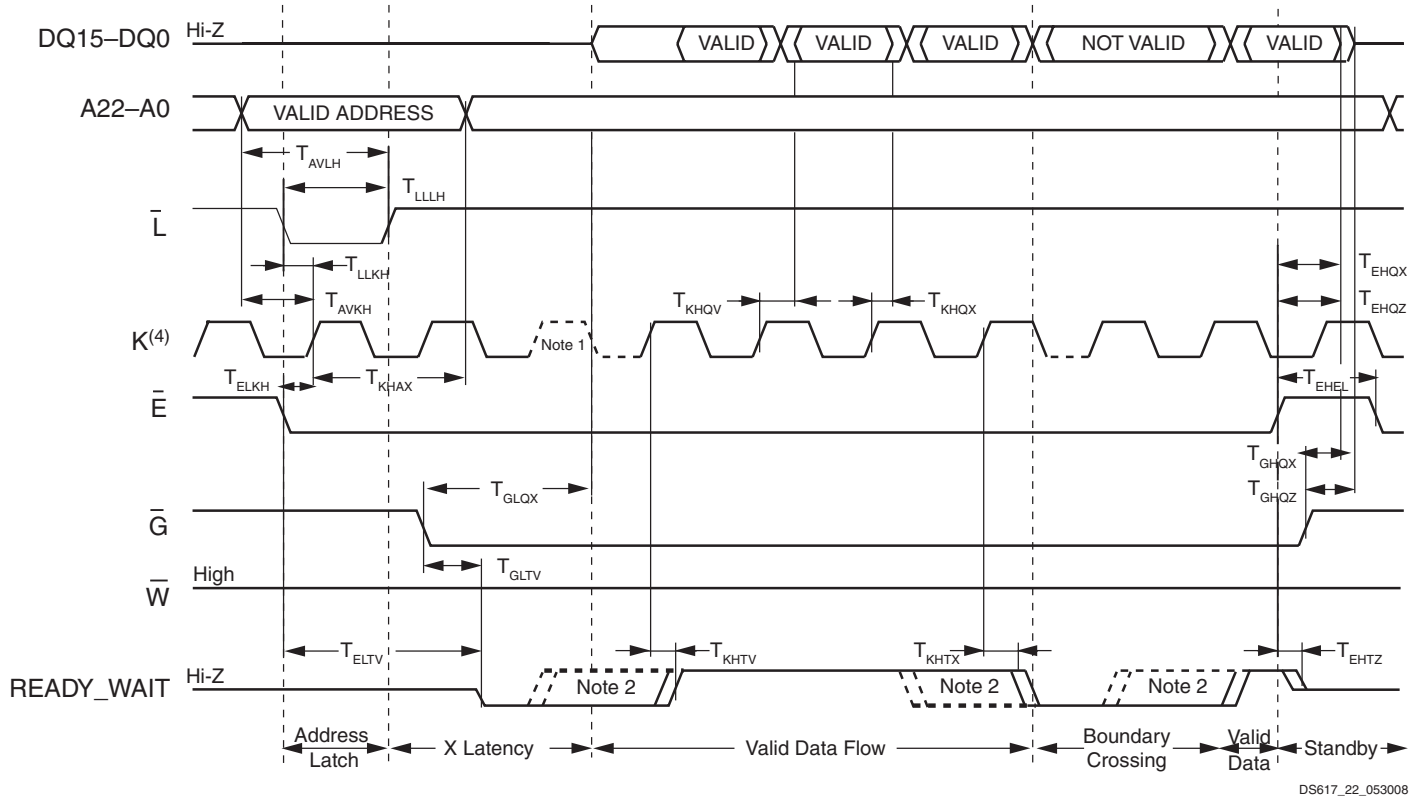 DQ15–DQ0 Hi-Z VALID VALID VALID NOT VALID VALID
A22–A0 VALID ADDRESS
TAVLH
TLLLH
L̅
TLLKH TEHQX
TAVKH TKHQV TKHQX TEHQZ
K(4) Note 1
TELKH TKHAX TEHEL
E̅
TGHQX
TGLQX TGHQZ
G̅
TGLTV
High
W̅
TELTV TKHTV TKHTX TEHTZ
READY_WAIT Hi-Z Note 2 Note 2 Note 2
Address Latch X Latency Valid Data Flow Boundary Crossing Valid Data Standby
DS617_22_053008